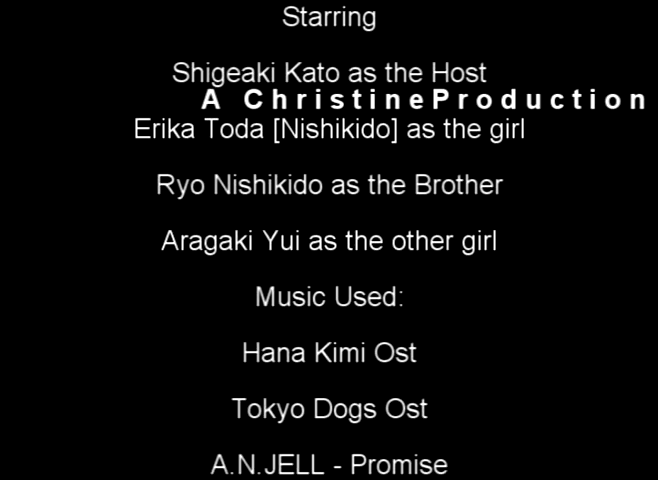 Starring
Shigeaki Kato as the Host
A ChristineProduction
Erika Toda [Nishikido] as the girl
Ryo Nishikido as the Brother
Aragaki Yui as the other girl
Music Used:
Hana Kimi Ost
Tokyo Dogs Ost
A.N.JELL - Promise